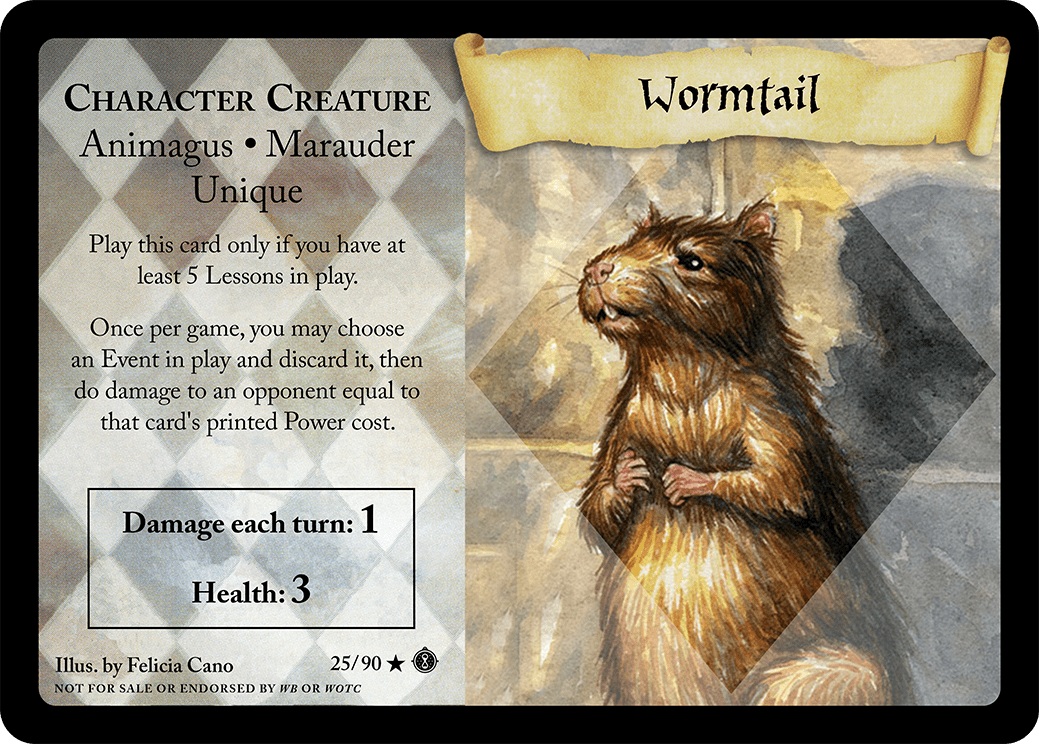 Wormtail
CHARACTER CREATURE
Animagus • Marauder
Unique
Play this card only if you have at
least 5 Lessons in play.
Once per game, you may choose
an Event in play and discard it, then
do damage to an opponent equal to
that card's printed Power cost.
Damage each turn: 1
Health: 3
Illus. by Felicia Cano 25/90 ★
NOT FOR SALE OR ENDORSED BY WB OR WOTC